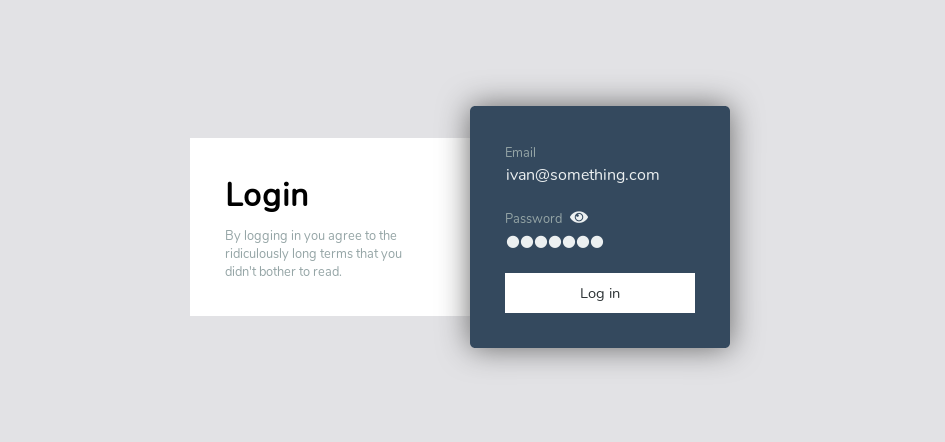 Login
By logging in you agree to the
ridiculously long terms that you
didn't bother to read.
Email
ivan@something.com
Password
●●●●●●●
Log in